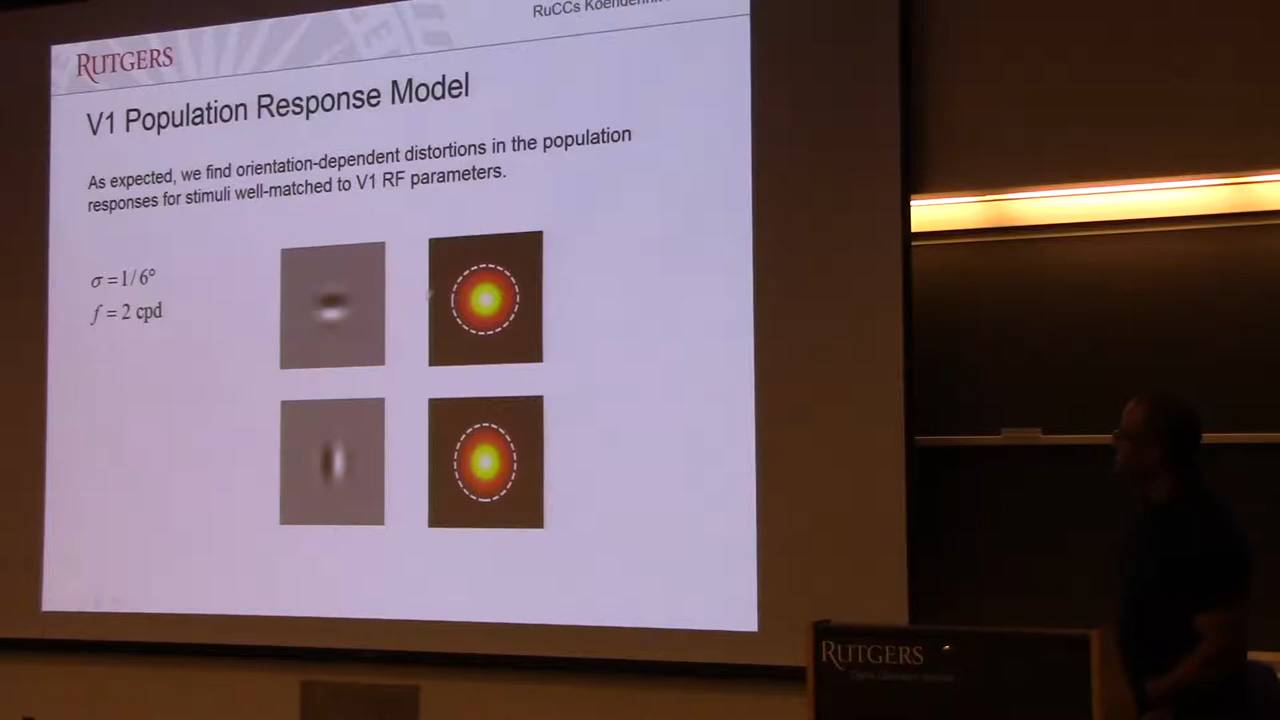 RuCCs Koenderink
RUTGERS
V1 Population Response Model
As expected, we find orientation-dependent distortions in the population
responses for stimuli well-matched to V1 RF parameters.
σ = 1/6°
f = 2 cpd
RUTGERS